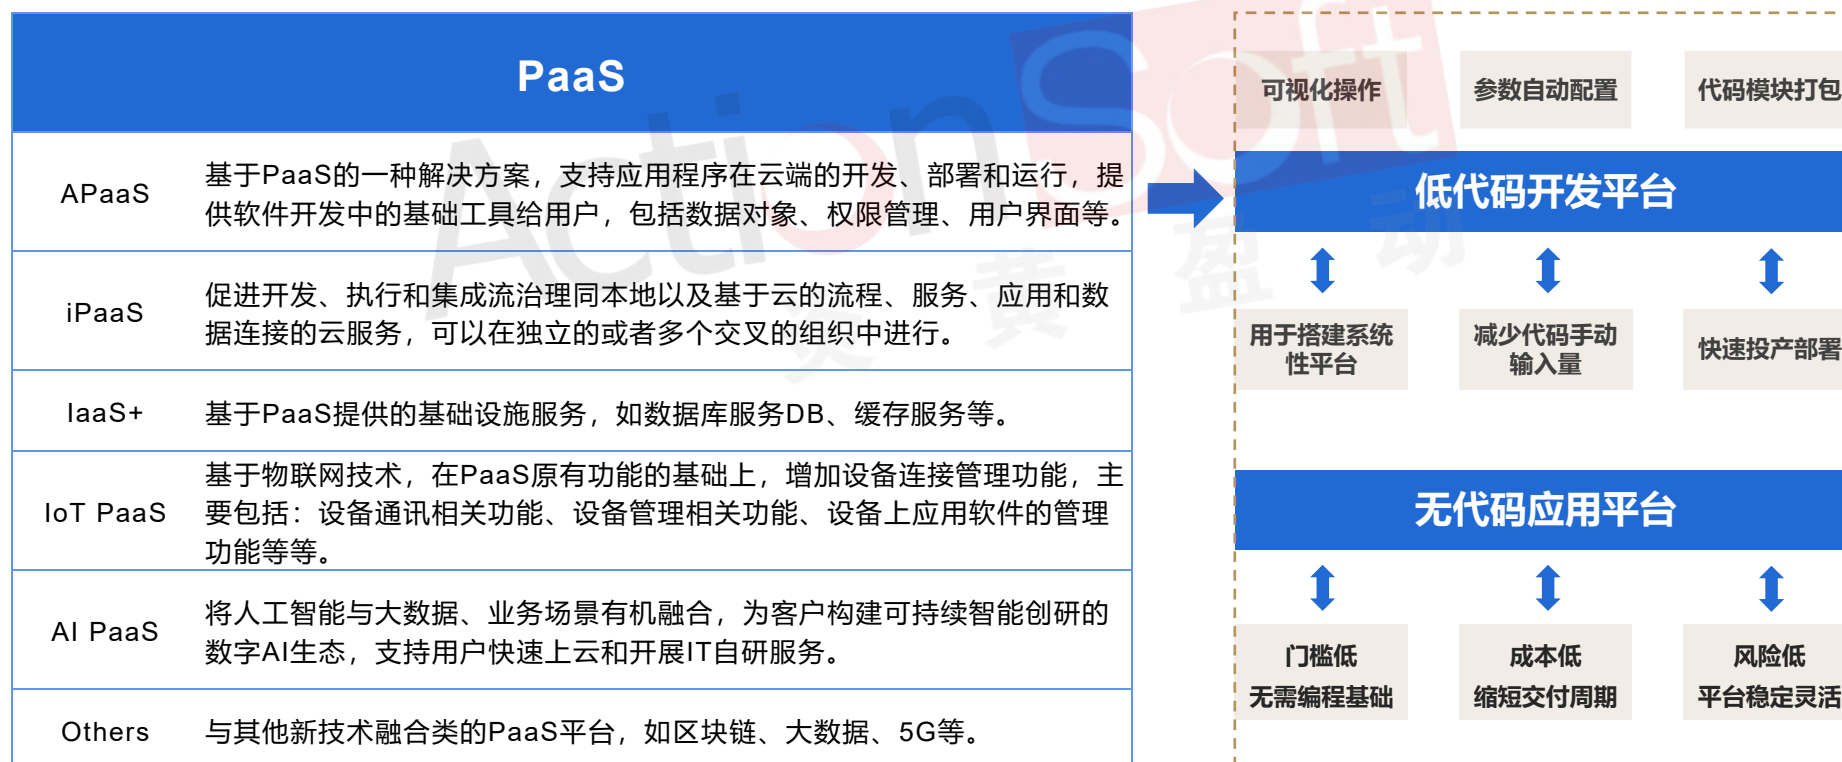 PaaS
APaaS
基于PaaS的一种解决方案，支持应用程序在云端的开发、部署和运行，提
供软件开发中的基础工具给用户，包括数据对象、权限管理、用户界面等。
iPaaS
促进开发、执行和集成流治理同本地以及基于云的流程、服务、应用和数
据连接的云服务，可以在独立的或者多个交叉的组织中进行。
IaaS+
基于PaaS提供的基础设施服务，如数据库服务DB、缓存服务等。
IoT PaaS
基于物联网技术，在PaaS原有功能的基础上，增加设备连接管理功能，主
要包括：设备通讯相关功能、设备管理相关功能、设备上应用软件的管理
功能等等。
AI PaaS
将人工智能与大数据、业务场景有机融合，为客户构建可持续智能创研的
数字AI生态，支持用户快速上云和开展IT自研服务。
Others
与其他新技术融合类的PaaS平台，如区块链、大数据、5G等。
可视化操作
参数自动配置
代码模块打包
低代码开发平台
用于搭建系统
性平台
减少代码手动
输入量
快速投产部署
无代码应用平台
门槛低
无需编程基础
成本低
缩短交付周期
风险低
平台稳定灵活
ActionSoft
炎黄盈动